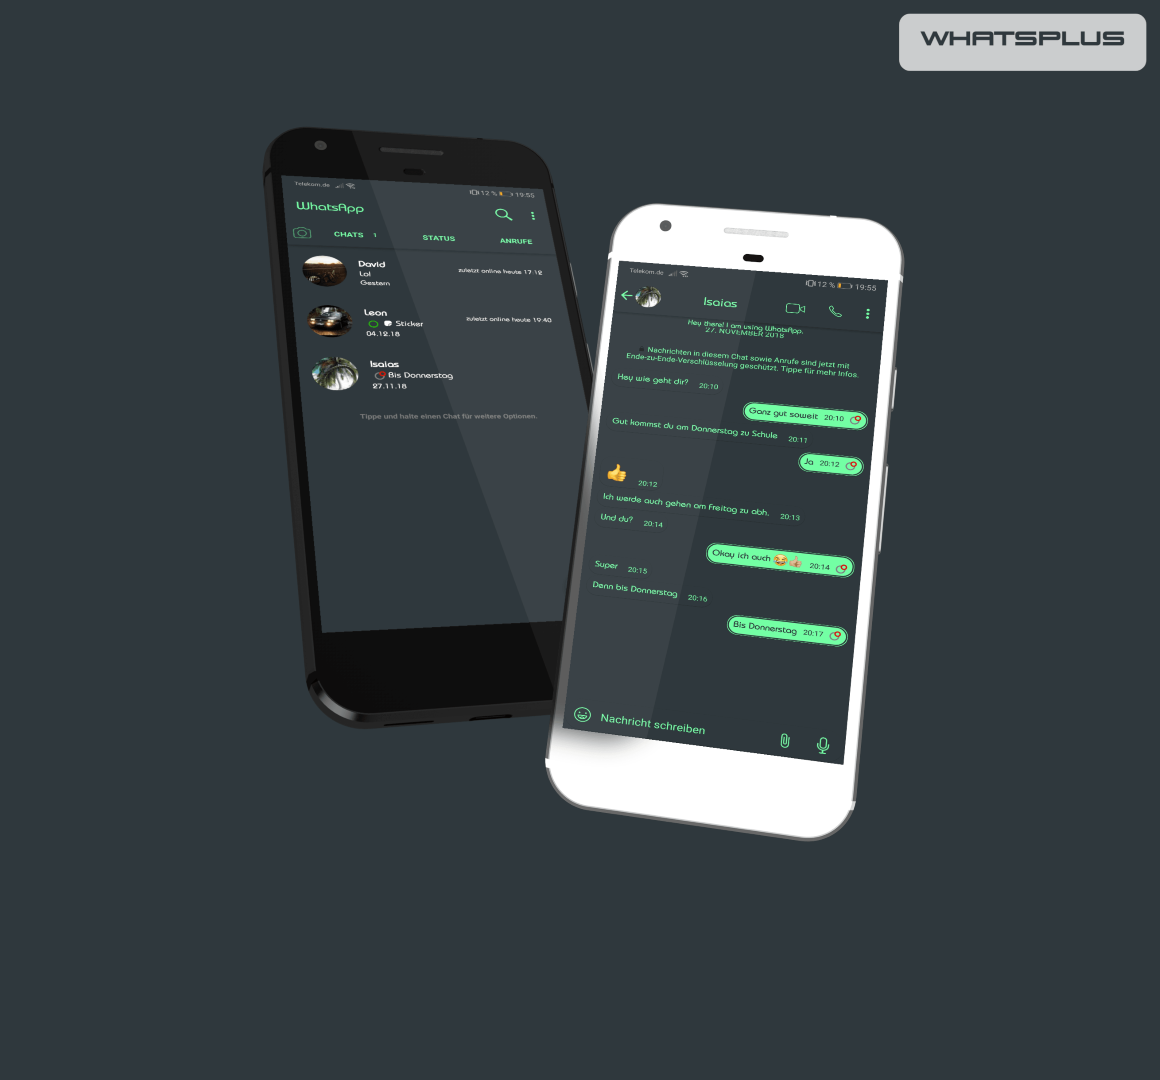 WHATSPLUS
Telekom.de 12 % 19:55
WhatsApp
CHATS 1 STATUS ANRUFE
David zuletzt online heute 17:12
Lol
Gestern
Leon zuletzt online heute 19:40
Sticker
04.12.18
Isaias
Bis Donnerstag
27.11.18
Tippe und halte einen Chat für weitere Optionen.
Telekom.de 12 % 19:55
Isaias
Hey there! I am using WhatsApp.
27. NOVEMBER 2018
Nachrichten in diesem Chat sowie Anrufe sind jetzt mit
Ende-zu-Ende-Verschlüsselung geschützt. Tippe für mehr Infos.
Hey wie geht dir? 20:10
Ganz gut soweit 20:10
Gut kommst du am Donnerstag zu Schule 20:11
Ja 20:12
👍 20:12
Ich werde auch gehen am Freitag zu abh. 20:13
Und du? 20:14
Okay ich auch 😂👍 20:14
Super 20:15
Denn bis Donnerstag 20:16
Bis Donnerstag 20:17
Nachricht schreiben